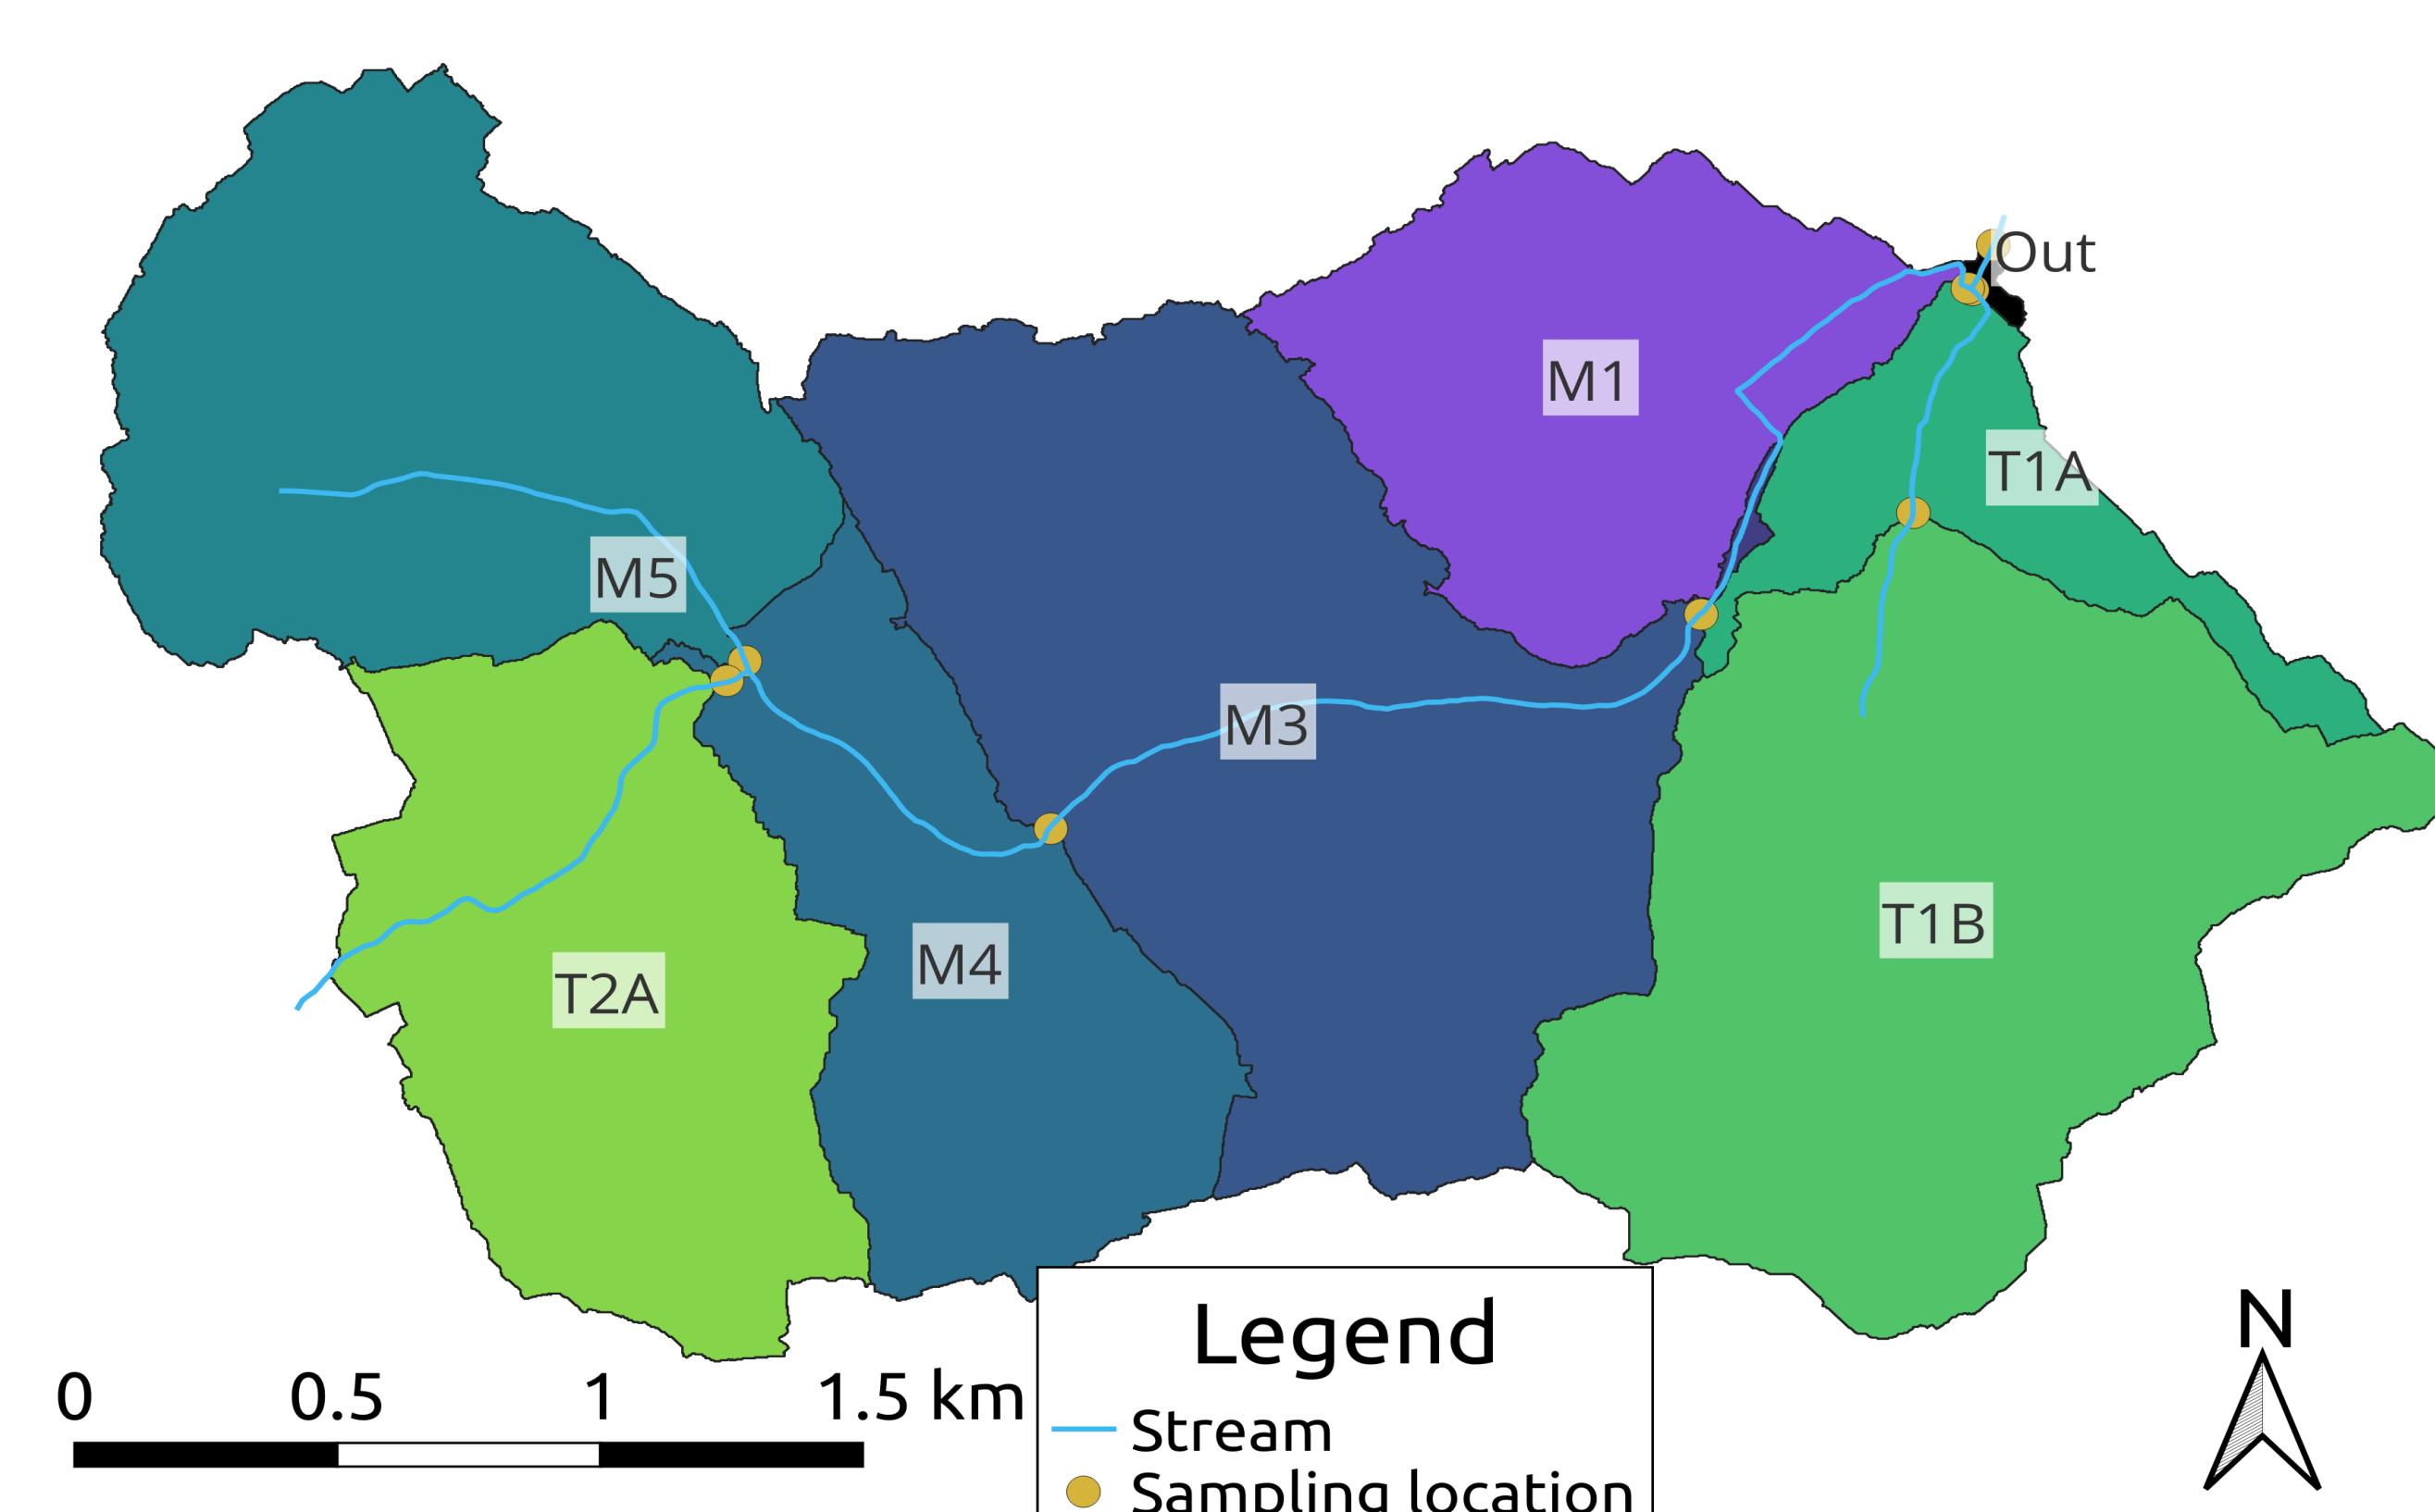 Out
M1
T1A
M5
M3
T1B
M4
T2A
N
0 0.5 1 1.5 km
Legend
Stream
Sampling location